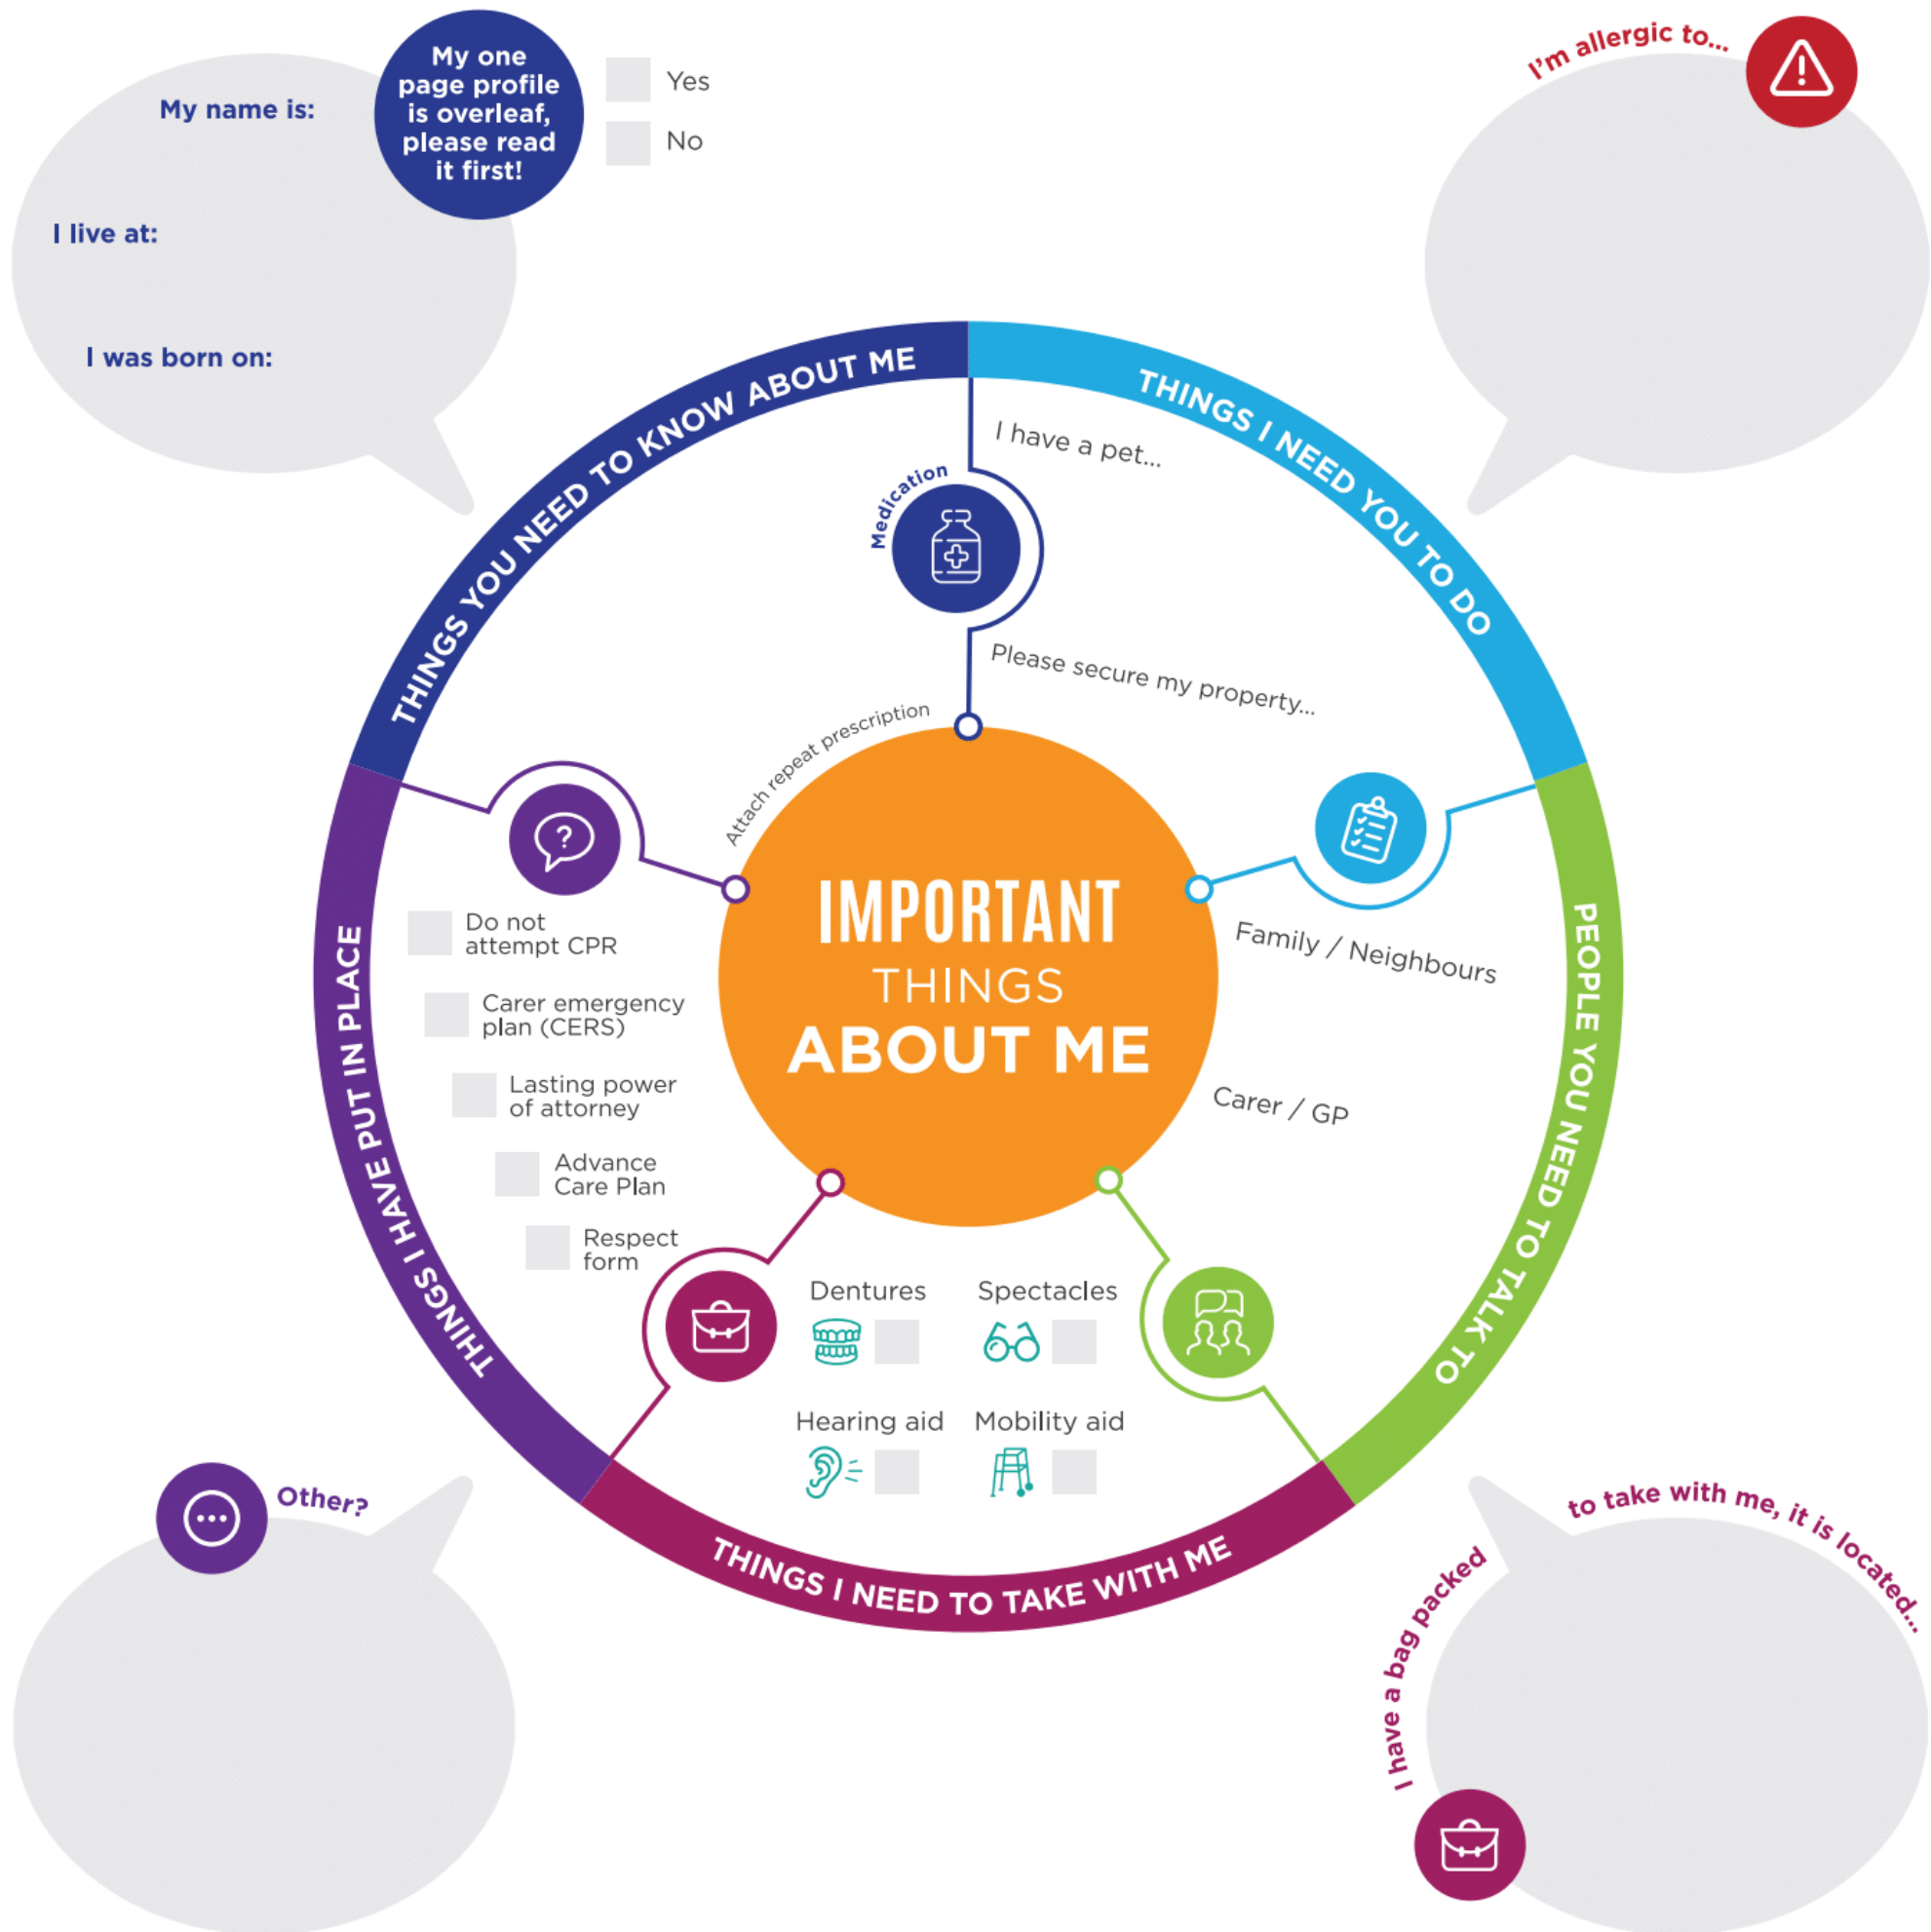 My name is:
I live at:
I was born on:
My one
page profile
is overleaf,
please read
it first!
Yes
No
I'm allergic to...
THINGS YOU NEED TO KNOW ABOUT ME
Medication
Attach repeat prescription
THINGS I NEED YOU TO DO
I have a pet...
Please secure my property...
PEOPLE YOU NEED TO TALK TO
Family / Neighbours
Carer / GP
IMPORTANT
THINGS
ABOUT ME
THINGS I HAVE PUT IN PLACE
?
Do not
attempt CPR
Carer emergency
plan (CERS)
Lasting power
of attorney
Advance
Care Plan
Respect
form
Dentures
Spectacles
Hearing aid
Mobility aid
THINGS I NEED TO TAKE WITH ME
Other?
I have a bag packed
to take with me, it is located...